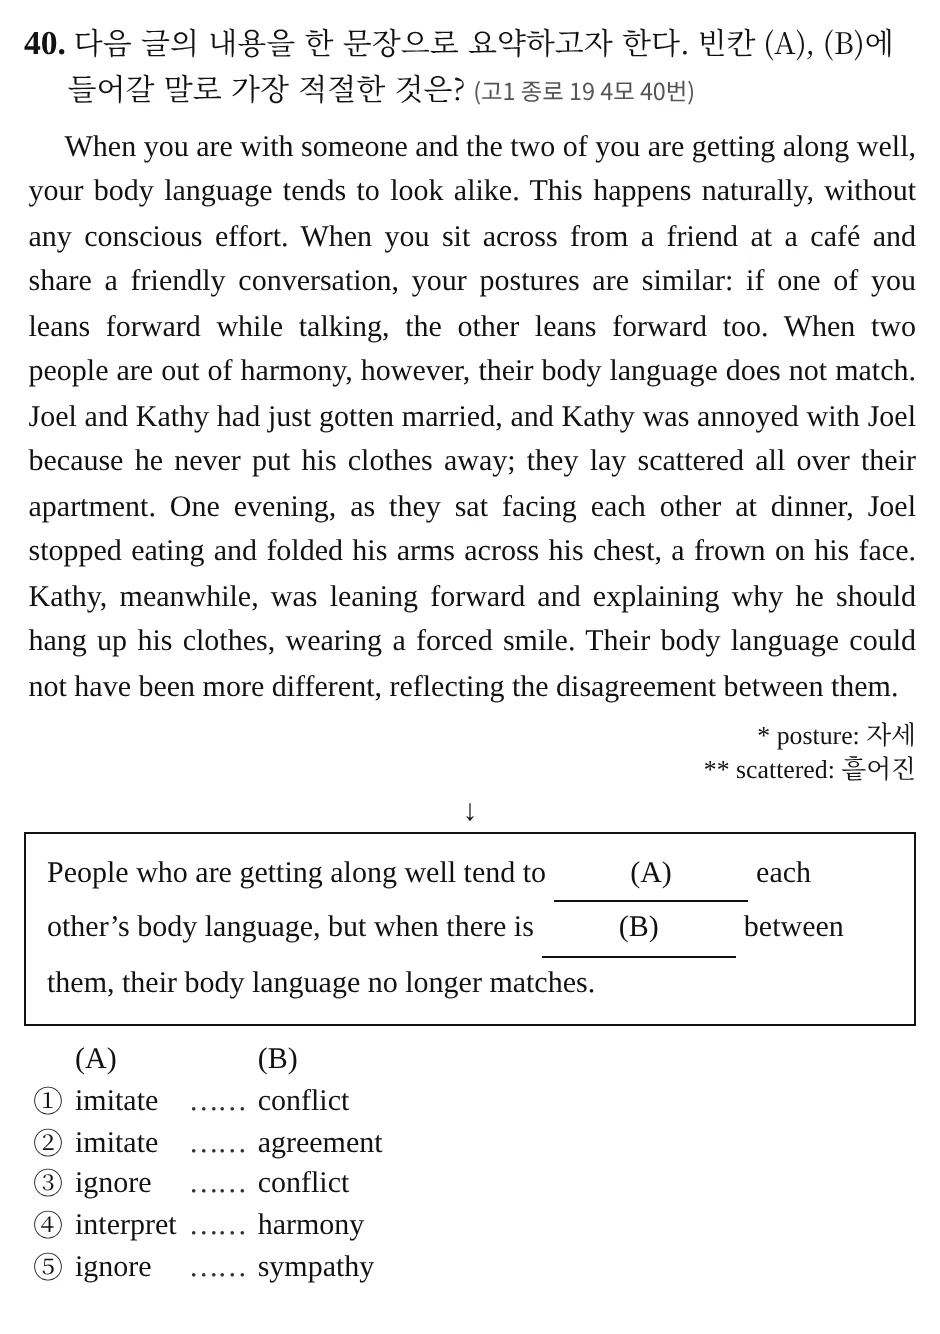 40. 다음 글의 내용을 한 문장으로 요약하고자 한다. 빈칸 (A), (B)에
들어갈 말로 가장 적절한 것은? (고1 종로 19 4모 40번)
When you are with someone and the two of you are getting along well,
your body language tends to look alike. This happens naturally, without
any conscious effort. When you sit across from a friend at a café and
share a friendly conversation, your postures are similar: if one of you
leans forward while talking, the other leans forward too. When two
people are out of harmony, however, their body language does not match.
Joel and Kathy had just gotten married, and Kathy was annoyed with Joel
because he never put his clothes away; they lay scattered all over their
apartment. One evening, as they sat facing each other at dinner, Joel
stopped eating and folded his arms across his chest, a frown on his face.
Kathy, meanwhile, was leaning forward and explaining why he should
hang up his clothes, wearing a forced smile. Their body language could
not have been more different, reflecting the disagreement between them.
* posture: 자세
** scattered: 흩어진
↓
People who are getting along well tend to (A) each
other’s body language, but when there is (B) between
them, their body language no longer matches.
(A) (B)
① imitate …… conflict
② imitate …… agreement
③ ignore …… conflict
④ interpret …… harmony
⑤ ignore …… sympathy